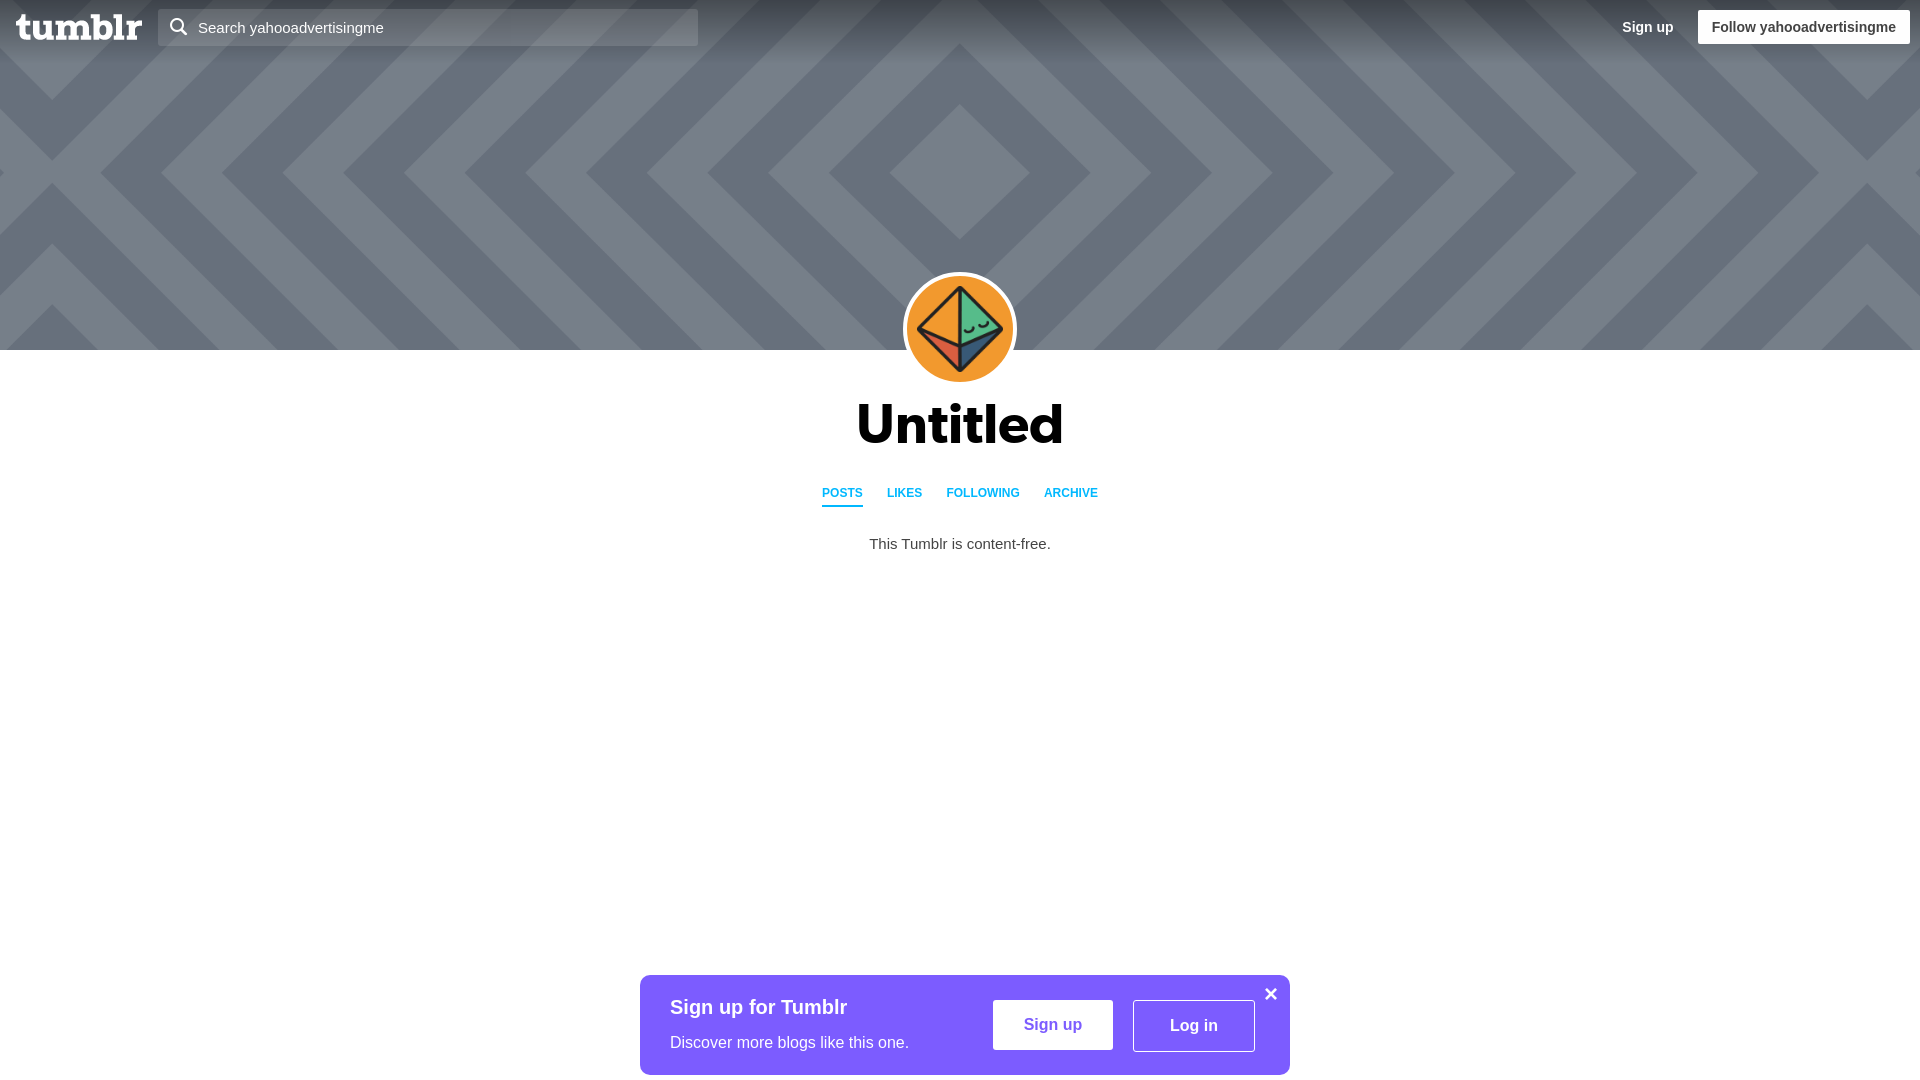 tumblr
Search yahooadvertisingme
Sign up
Follow yahooadvertisingme
Untitled
POSTS LIKES FOLLOWING ARCHIVE
This Tumblr is content-free.
Sign up for Tumblr
Discover more blogs like this one.
Sign up
Log in